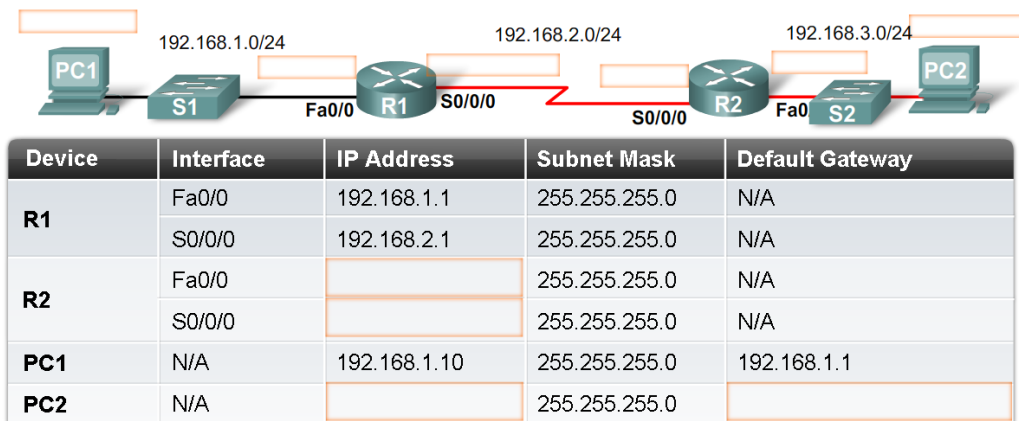 192.168.1.0/24
192.168.2.0/24
192.168.3.0/24
PC1
S1
Fa0/0
R1
S0/0/0
S0/0/0
R2
Fa0
S2
PC2
Device Interface IP Address Subnet Mask Default Gateway
R1 Fa0/0 192.168.1.1 255.255.255.0 N/A
S0/0/0 192.168.2.1 255.255.255.0 N/A
R2 Fa0/0 255.255.255.0 N/A
S0/0/0 255.255.255.0 N/A
PC1 N/A 192.168.1.10 255.255.255.0 192.168.1.1
PC2 N/A 255.255.255.0